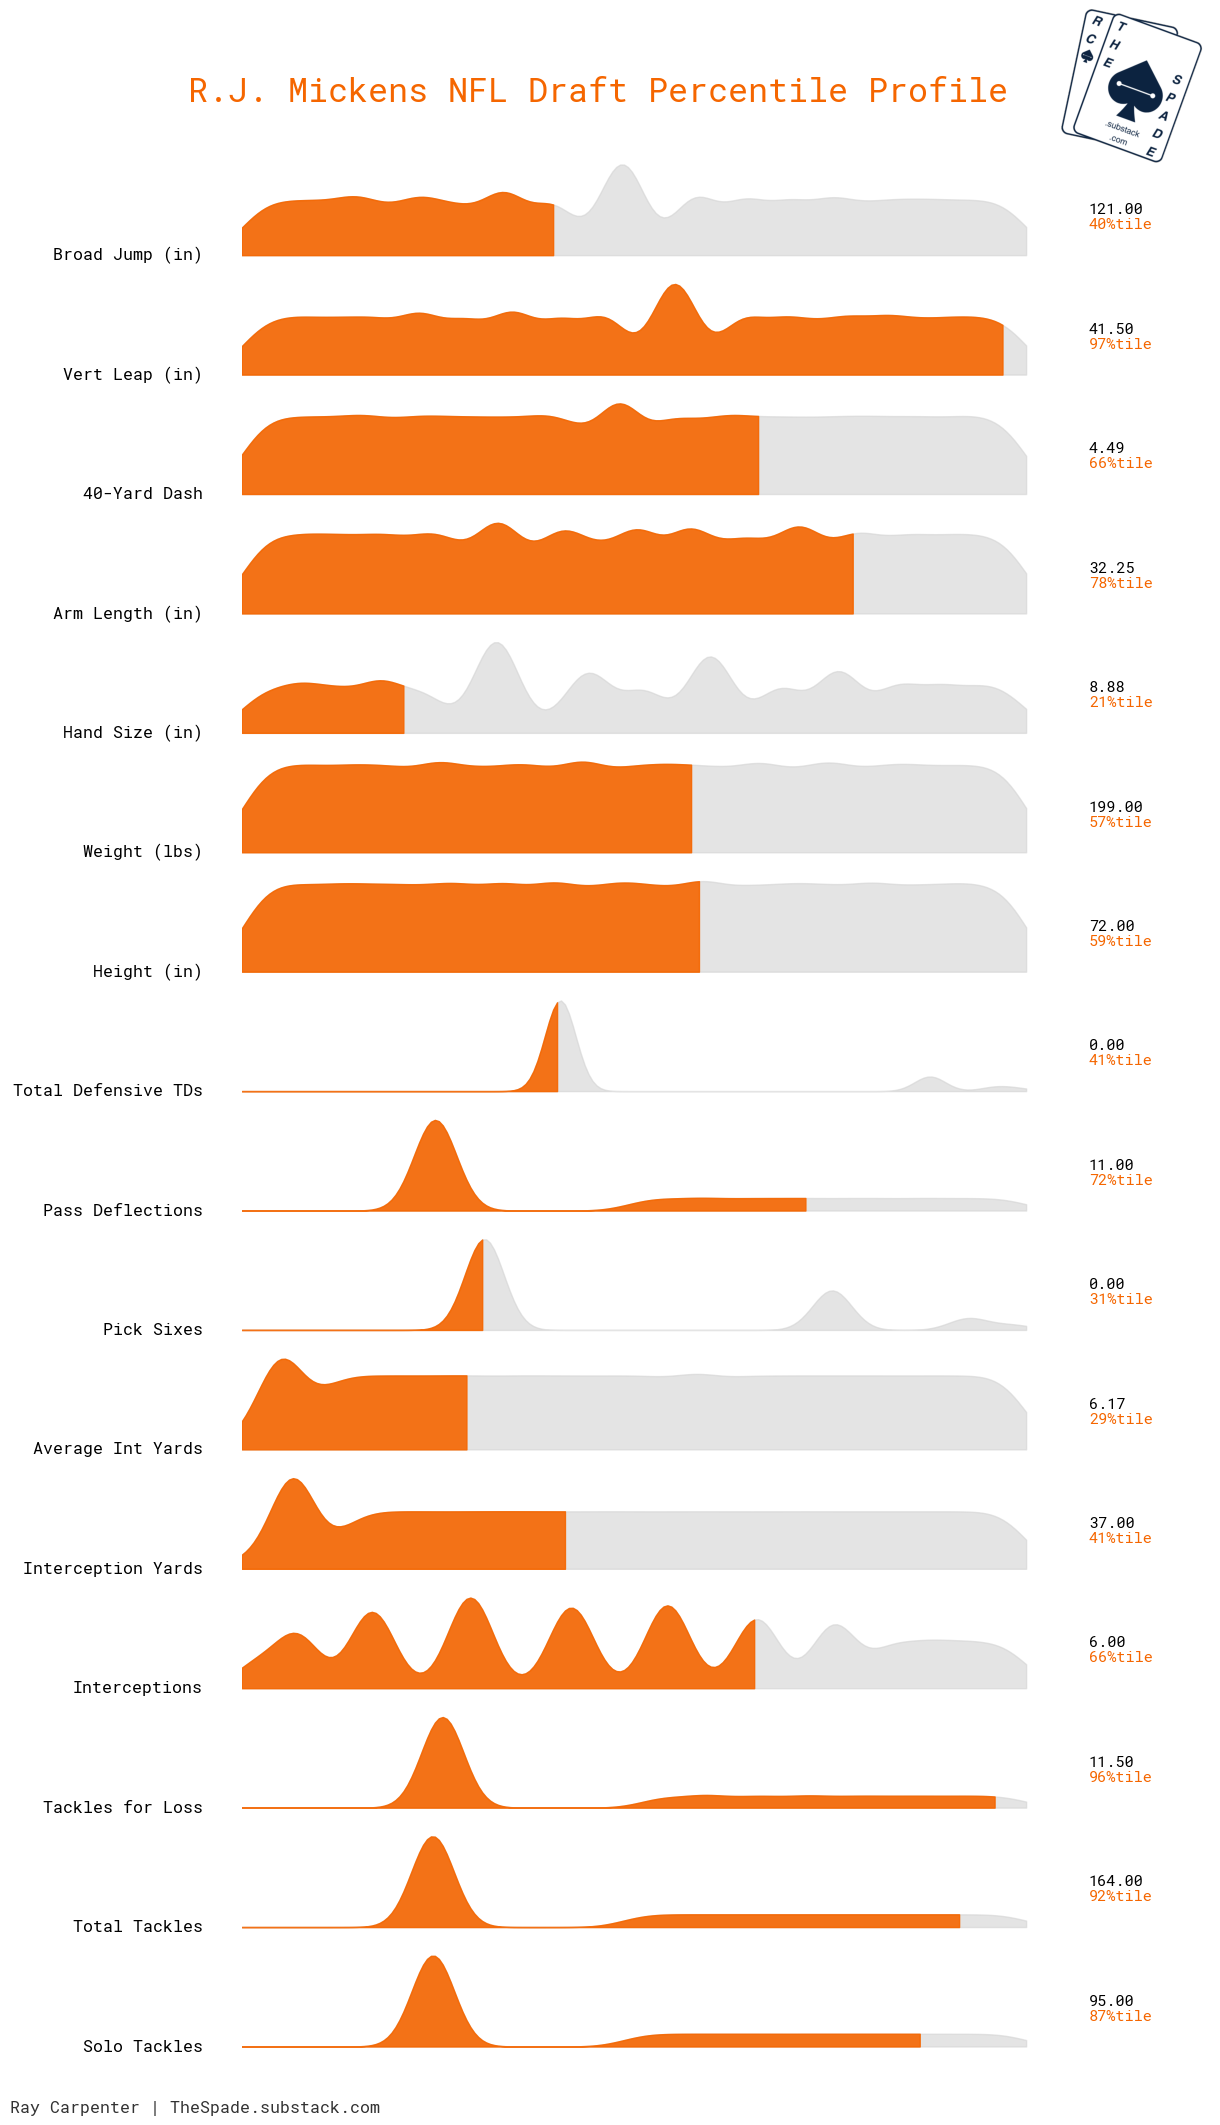 R
C
T
H
E
S
P
A
D
E
.substack
.com
R.J. Mickens NFL Draft Percentile Profile
Broad Jump (in)
121.00
40%tile
Vert Leap (in)
41.50
97%tile
40-Yard Dash
4.49
66%tile
Arm Length (in)
32.25
78%tile
Hand Size (in)
8.88
21%tile
Weight (lbs)
199.00
57%tile
Height (in)
72.00
59%tile
Total Defensive TDs
0.00
41%tile
Pass Deflections
11.00
72%tile
Pick Sixes
0.00
31%tile
Average Int Yards
6.17
29%tile
Interception Yards
37.00
41%tile
Interceptions
6.00
66%tile
Tackles for Loss
11.50
96%tile
Total Tackles
164.00
92%tile
Solo Tackles
95.00
87%tile
Ray Carpenter | TheSpade.substack.com